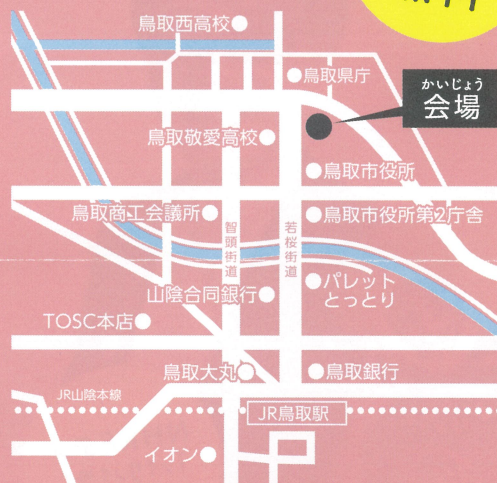 鳥取西高校
鳥取県庁
かいじょう
会場
鳥取敬愛高校
鳥取市役所
鳥取商工会議所
鳥取市役所第2庁舎
智頭街道
若桜街道
パレット
とっとり
山陰合同銀行
TOSC本店
鳥取大丸
鳥取銀行
JR山陰本線
JR鳥取駅
イオン